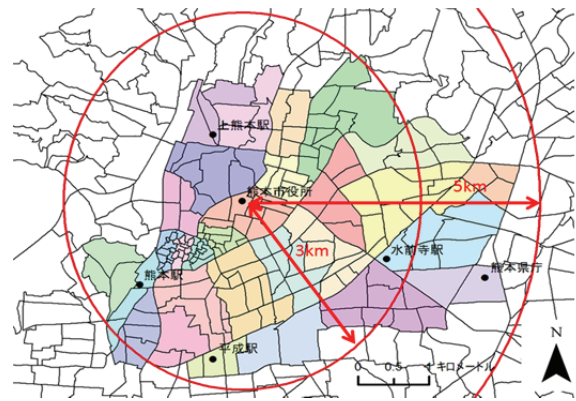 上熊本駅
熊本市役所
5km
3km
水前寺駅
熊本駅
熊本県庁
平成駅
N
0 0.5 1 キロメートル